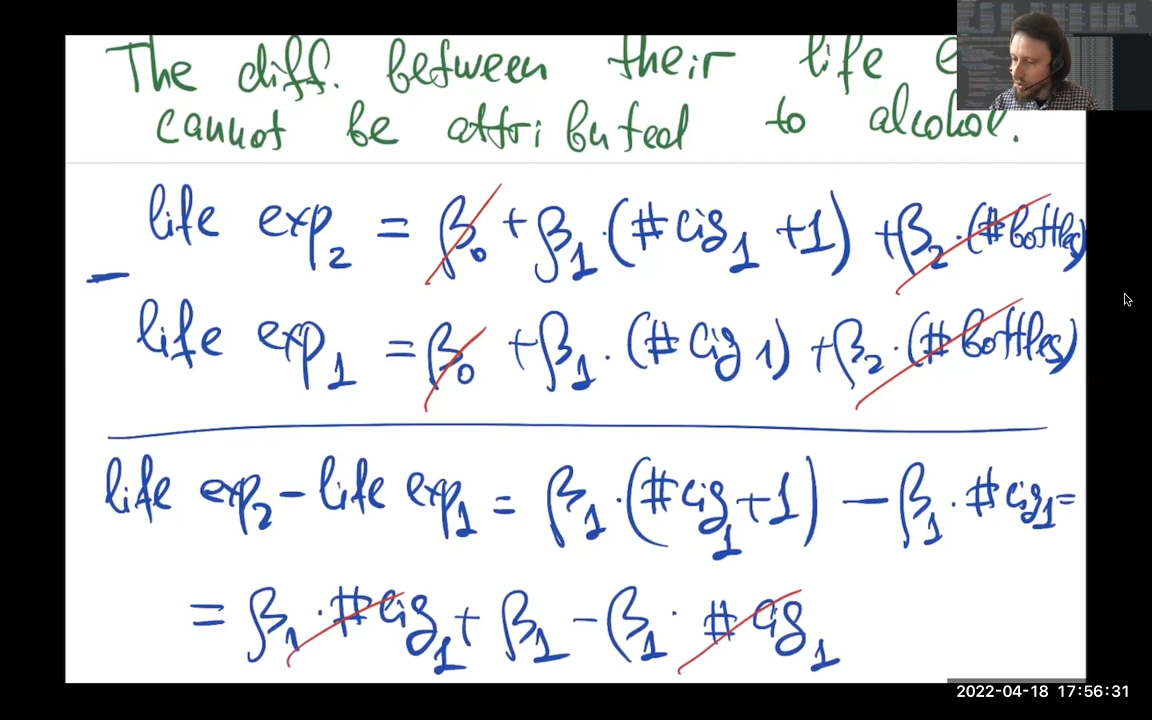 The diff. between their life
cannot be attributed to alcohol.
life exp₂ = β₀ + β₁ · (#cig₁ + 1) + β₂ · (#bottles)
–
life exp₁ = β₀ + β₁ · (#cig 1) + β₂ · (#bottles)
life exp₂ – life exp₁ = β₁ · (#cig₁ + 1) – β₁ · #cig₁ =
= β₁ · #cig₁ + β₁ – β₁ · #cig₁
2022-04-18 17:56:31